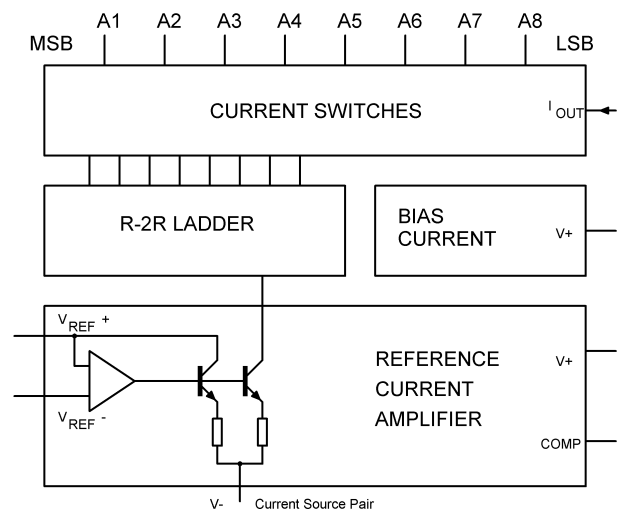 A1 A2 A3 A4 A5 A6 A7 A8
MSB LSB
CURRENT SWITCHES
I OUT
R-2R LADDER
BIAS
CURRENT
V+
V REF +
REFERENCE
CURRENT
AMPLIFIER
V+
V REF -
COMP
V- Current Source Pair